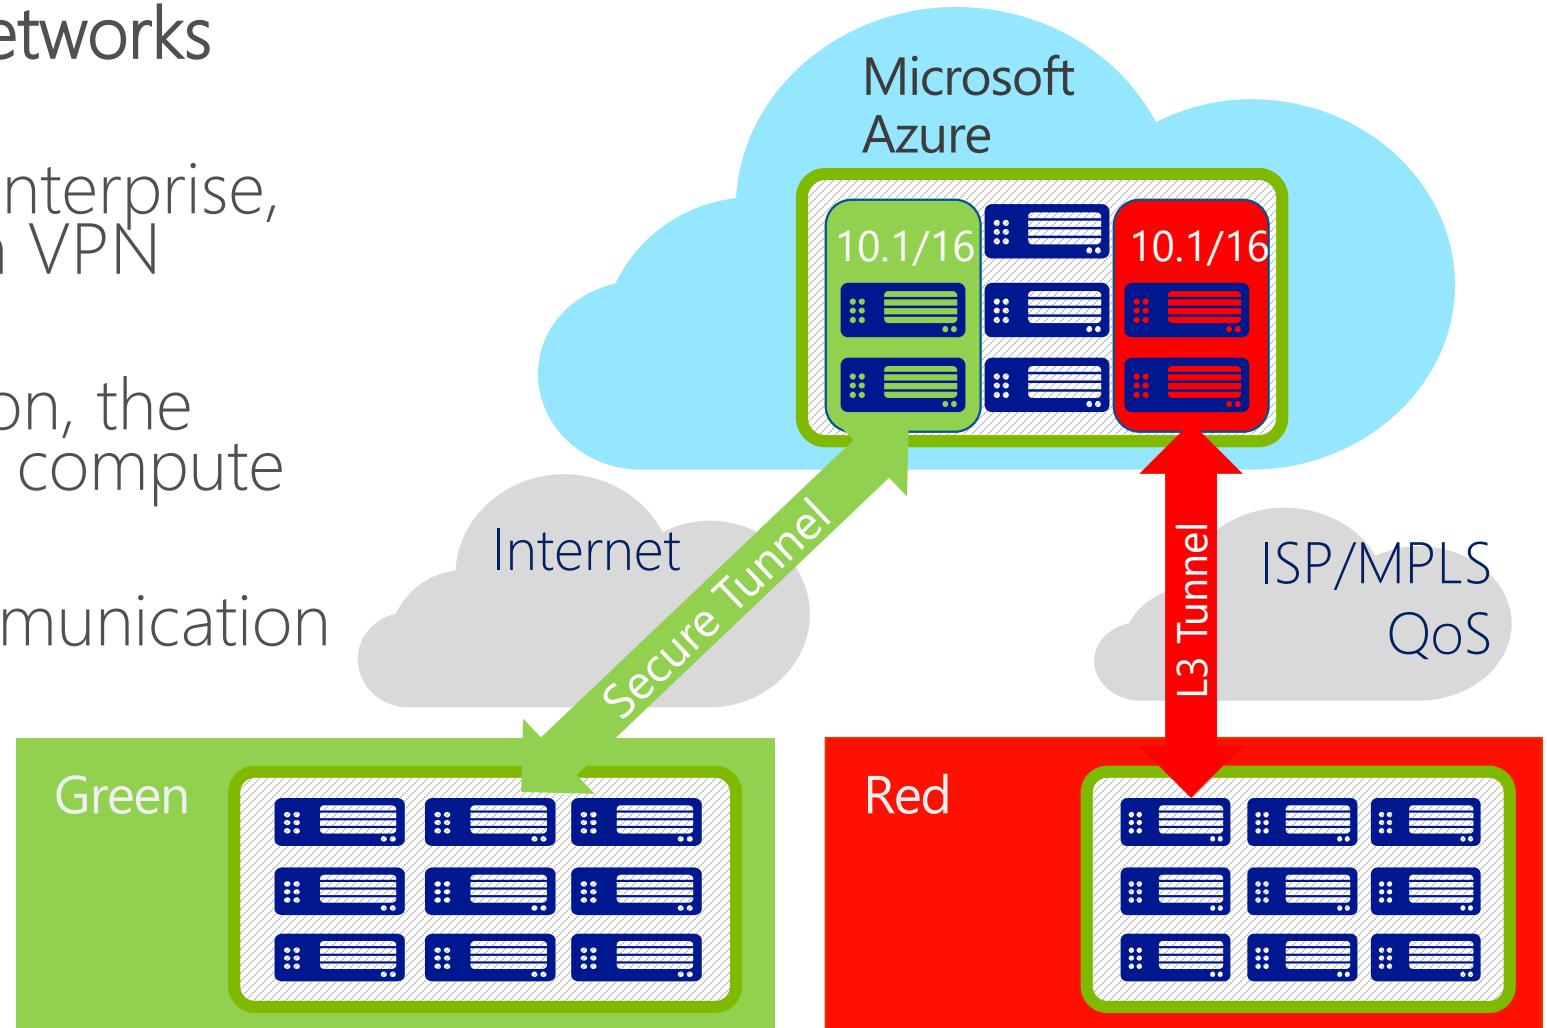 etworks
nterprise,
n VPN
on, the
compute
mmunication
Microsoft
Azure
10.1/16
10.1/16
Internet
Secure Tunnel
L3 Tunnel
ISP/MPLS
QoS
Green
Red